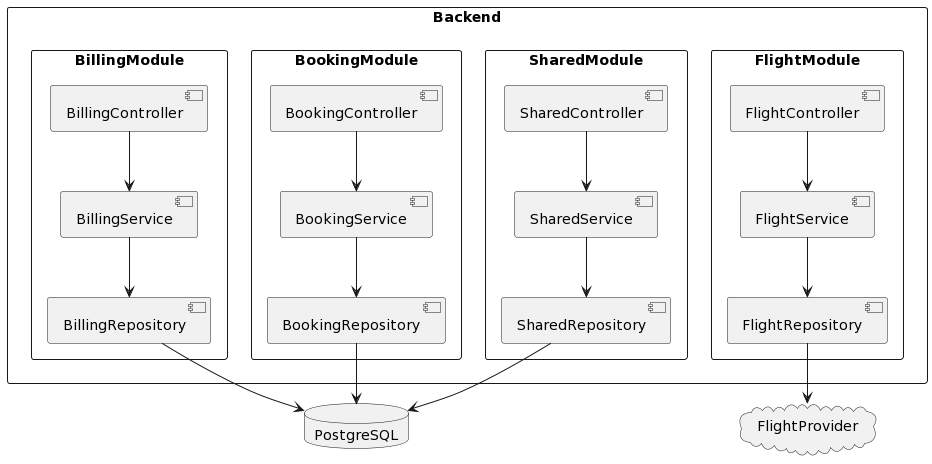 Backend
BillingModule
BookingModule
SharedModule
FlightModule
BillingController
BookingController
SharedController
FlightController
BillingService
BookingService
SharedService
FlightService
BillingRepository
BookingRepository
SharedRepository
FlightRepository
PostgreSQL
FlightProvider